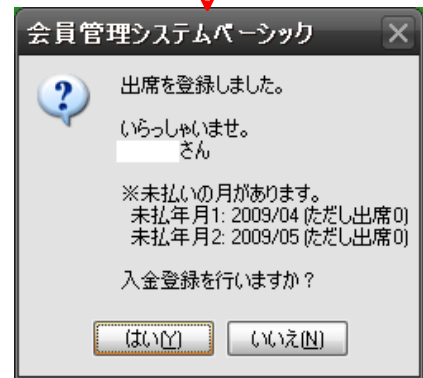 会員管理システムベーシック
出席を登録しました。
いらっしゃいませ。
さん
※未払いの月があります。
未払年月1: 2009/04 (ただし出席0)
未払年月2: 2009/05 (ただし出席0)
入金登録を行いますか？
はい(Y) いいえ(N)